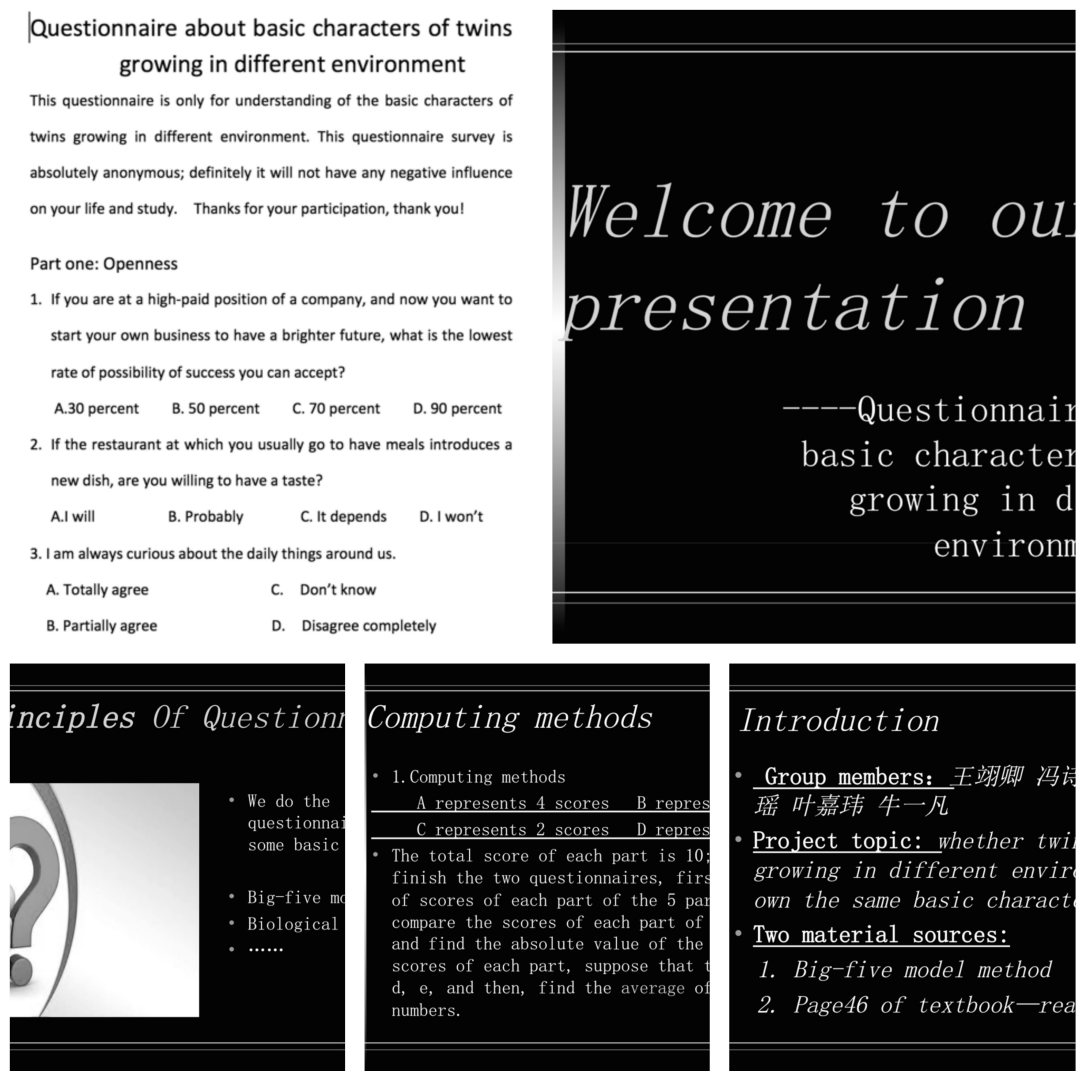 Questionnaire about basic characters of twins
growing in different environment
This questionnaire is only for understanding of the basic characters of
twins growing in different environment. This questionnaire survey is
absolutely anonymous; definitely it will not have any negative influence
on your life and study. Thanks for your participation, thank you!
Part one: Openness
1. If you are at a high-paid position of a company, and now you want to
start your own business to have a brighter future, what is the lowest
rate of possibility of success you can accept?
A.30 percent B. 50 percent C. 70 percent D. 90 percent
2. If the restaurant at which you usually go to have meals introduces a
new dish, are you willing to have a taste?
A.I will B. Probably C. It depends D. I won't
3. I am always curious about the daily things around us.
A. Totally agree C. Don't know
B. Partially agree D. Disagree completely
Welcome to our
presentation
----Questionnair
basic character
growing in d
environm
inciples Of Questionn
• We do the
questionnai
some basic
• Big-five mo
• Biological
• ……
Computing methods
• 1.Computing methods
A represents 4 scores B repres
C represents 2 scores D repres
• The total score of each part is 10;
finish the two questionnaires, firs
of scores of each part of the 5 par
compare the scores of each part of
and find the absolute value of the
scores of each part, suppose that t
d, e, and then, find the average of
numbers.
Introduction
• Group members: 王翊卿 冯诗
瑶 叶嘉玮 牛一凡
• Project topic: whether twi
growing in different envir
own the same basic charact
• Two material sources:
1. Big-five model method
2. Page46 of textbook—rea